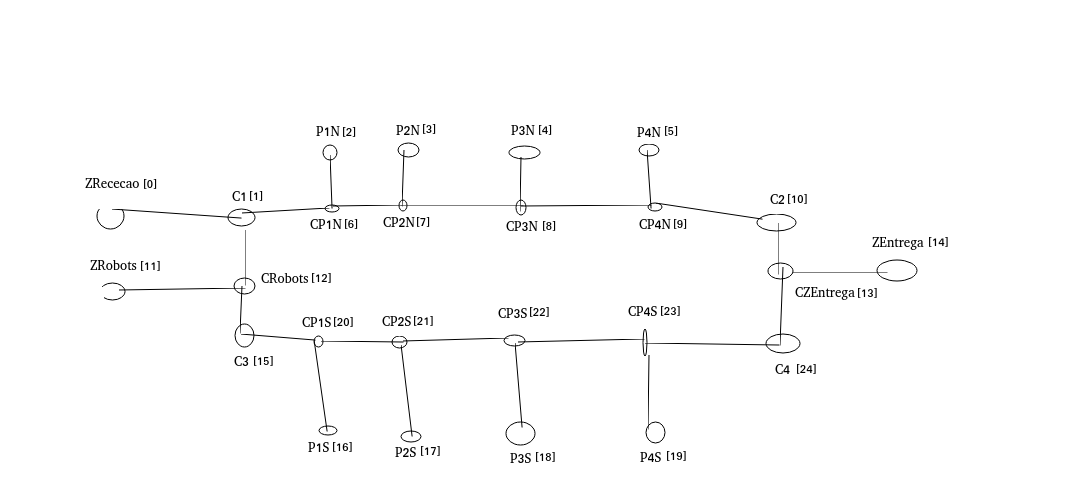 P1N [2]
P2N [3]
P3N [4]
P4N [5]
ZRececao [0]
C1 [1]
C2 [10]
CP1N [6]
CP2N [7]
CP3N [8]
CP4N [9]
ZEntrega [14]
ZRobots [11]
CRobots [12]
CZEntrega [13]
CP1S [20]
CP2S [21]
CP3S [22]
CP4S [23]
C3 [15]
C4 [24]
P1S [16]
P2S [17]
P3S [18]
P4S [19]